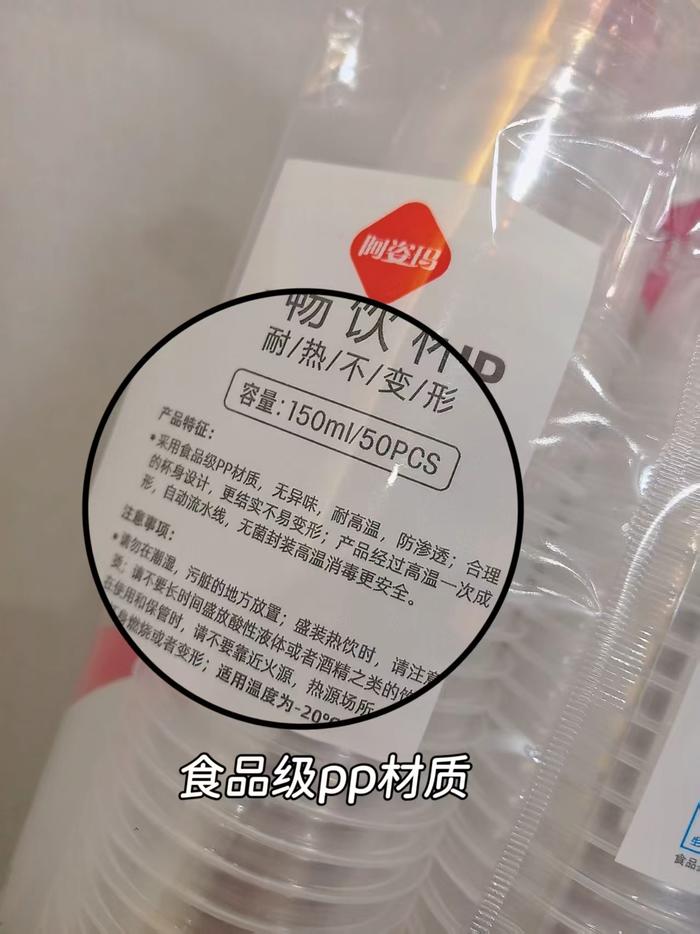 阿姿玛
畅饮杯UP
耐/热/不/变/形
容量:150ml/50PCS
产品特征:
•采用食品级PP材质,无异味,耐高温,防渗透;合理
的杯身设计,更结实不易变形;产品经过高温一次成
形,自动流水线,无菌封装高温消毒更安全。
注意事项:
•请勿在潮湿,污脏的地方放置;盛装热饮时,请注意
烫;请不要长时间盛放酸性液体或者酒精之类的饮
在使用和保管时,请不要靠近火源,热源场所
燃烧或者变形;适用温度为-20°
食品级pp材质
食品